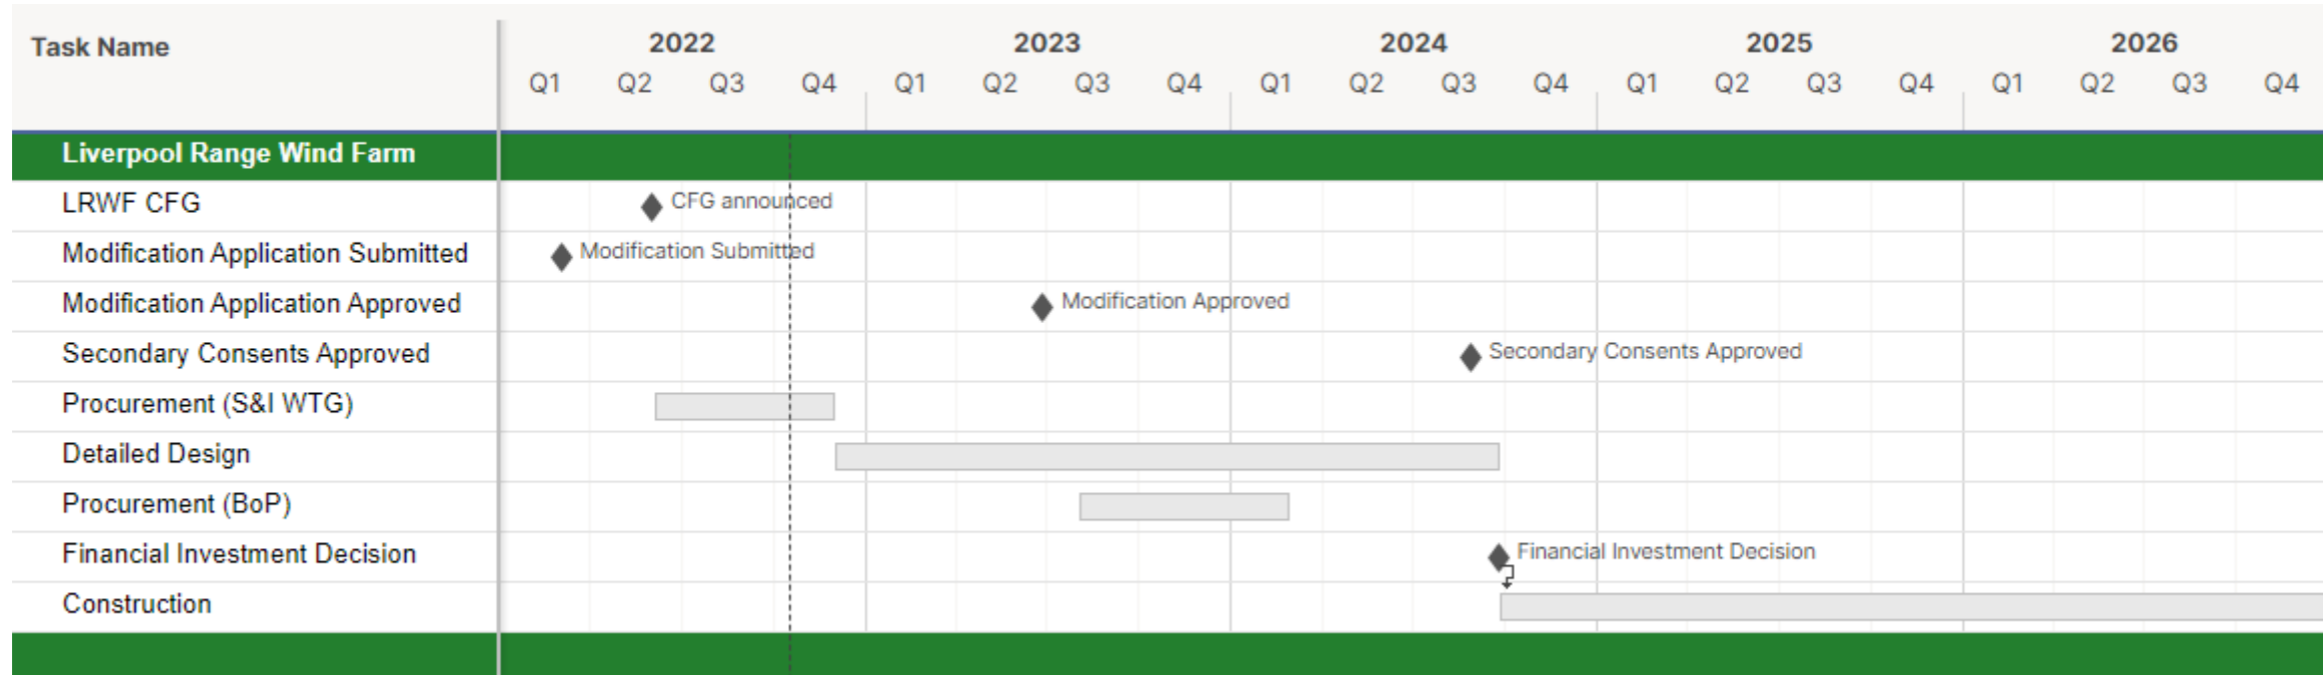 Task Name
2022 2023 2024 2025 2026
Q1 Q2 Q3 Q4 Q1 Q2 Q3 Q4 Q1 Q2 Q3 Q4 Q1 Q2 Q3 Q4 Q1 Q2 Q3 Q4
Liverpool Range Wind Farm
LRWF CFG CFG announced
Modification Application Submitted Modification Submitted
Modification Application Approved Modification Approved
Secondary Consents Approved Secondary Consents Approved
Procurement (S&I WTG)
Detailed Design
Procurement (BoP)
Financial Investment Decision Financial Investment Decision
Construction